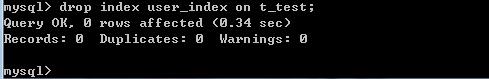 mysql> drop index user_index on t_test;
Query OK, 0 rows affected (0.34 sec)
Records: 0  Duplicates: 0  Warnings: 0
mysql>